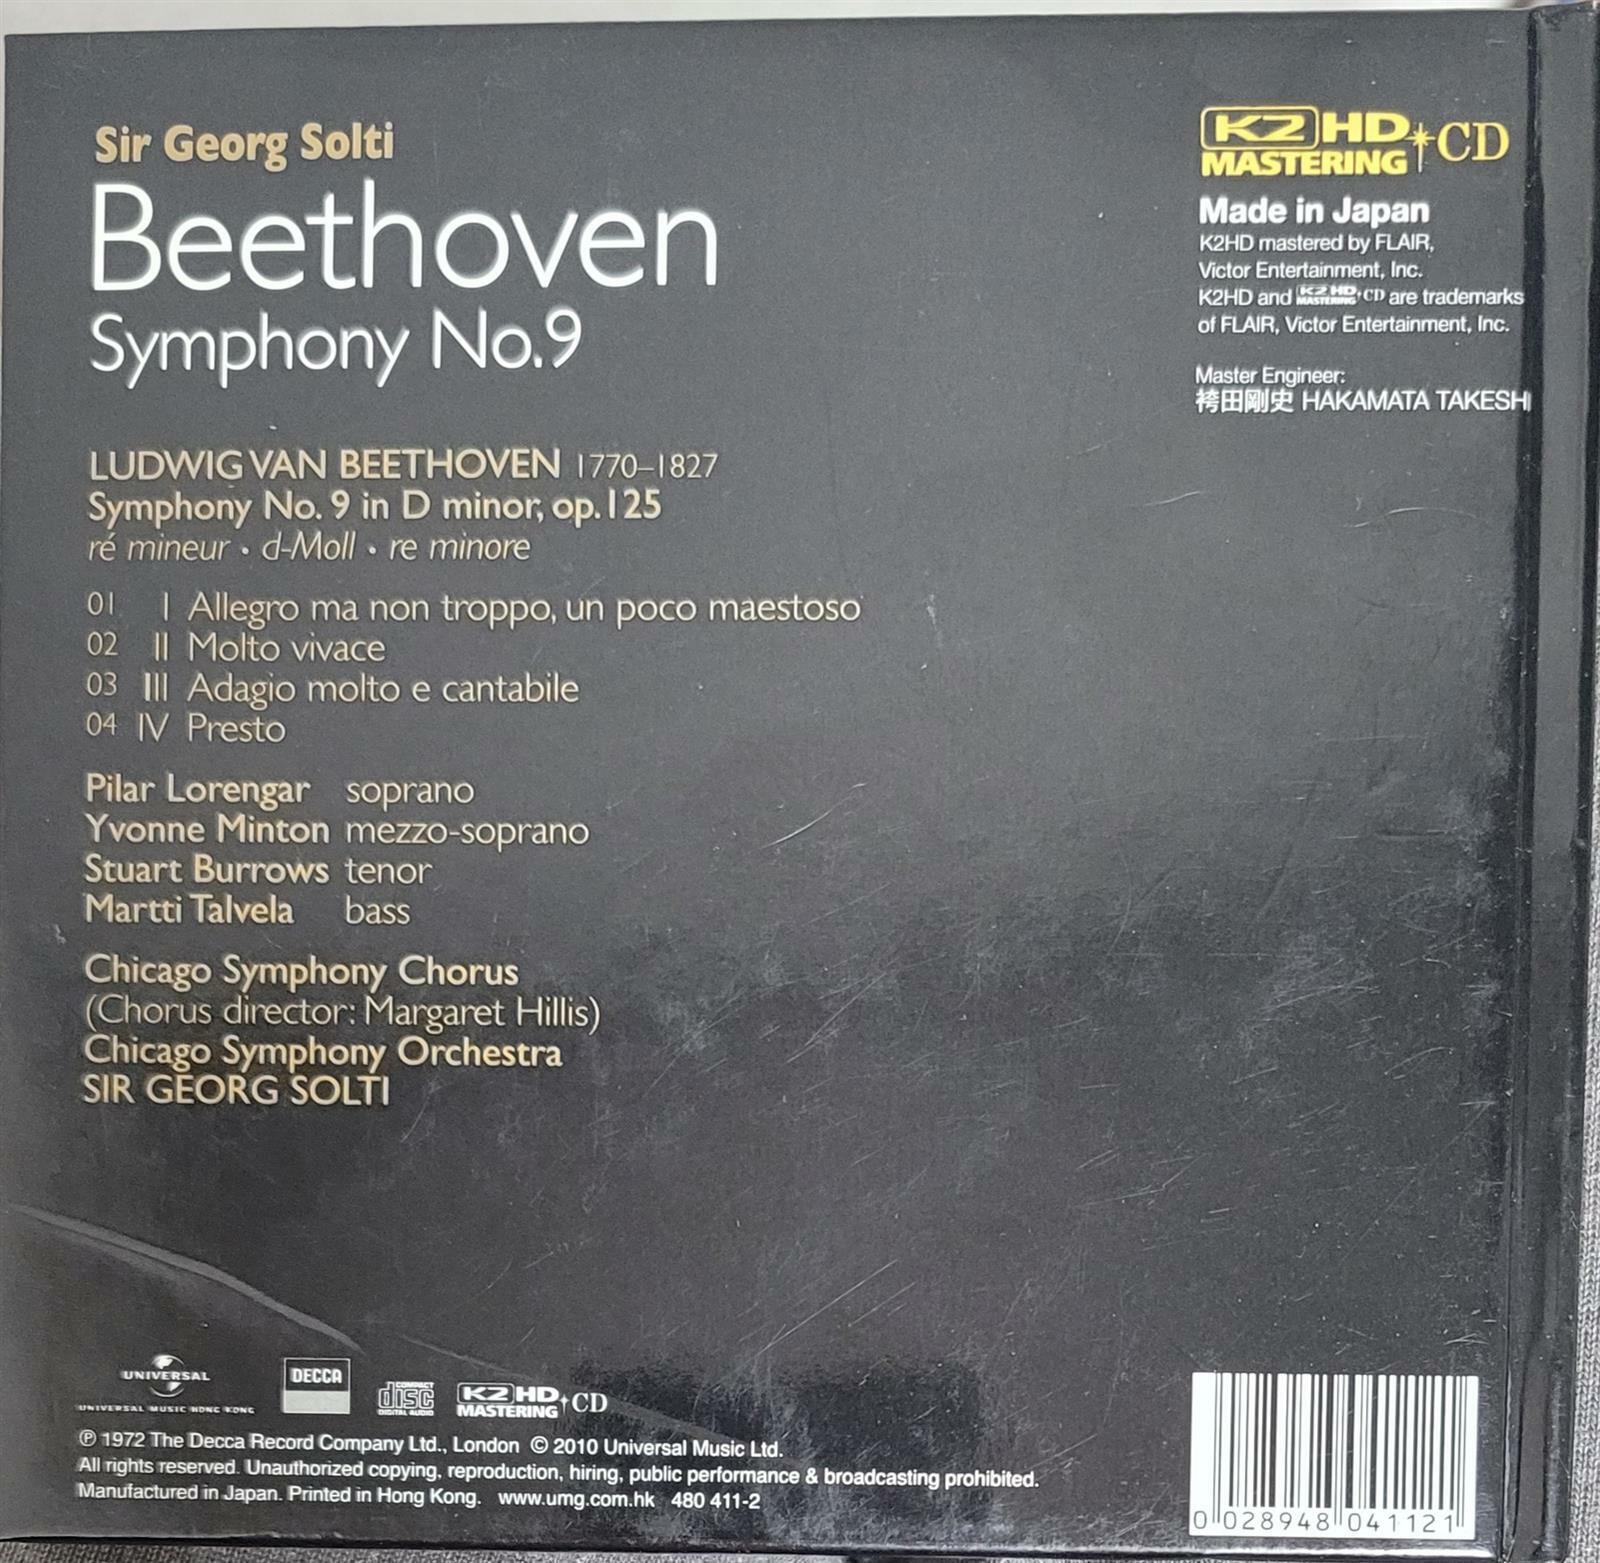 Sir Georg Solti
Beethoven
Symphony No.9
LUDWIG VAN BEETHOVEN 1770–1827
Symphony No. 9 in D minor, op.125
ré mineur • d-Moll • re minore
01 I Allegro ma non troppo, un poco maestoso
02 II Molto vivace
03 III Adagio molto e cantabile
04 IV Presto
Pilar Lorengar soprano
Yvonne Minton mezzo-soprano
Stuart Burrows tenor
Martti Talvela bass
Chicago Symphony Chorus
(Chorus director: Margaret Hillis)
Chicago Symphony Orchestra
SIR GEORG SOLTI
K2 HD
MASTERING CD
Made in Japan
K2HD mastered by FLAIR,
Victor Entertainment, Inc.
K2HD and K2 HD MASTERING CD are trademarks
of FLAIR, Victor Entertainment, Inc.
Master Engineer:
袴田剛史 HAKAMATA TAKESHI
UNIVERSAL
UNIVERSAL MUSIC HONG KONG
DECCA
COMPACT
disc
DIGITAL AUDIO
K2 HD
MASTERING CD
℗ 1972 The Decca Record Company Ltd., London © 2010 Universal Music Ltd.
All rights reserved. Unauthorized copying, reproduction, hiring, public performance & broadcasting prohibited.
Manufactured in Japan. Printed in Hong Kong. www.umg.com.hk 480 411-2
0 028948 041121